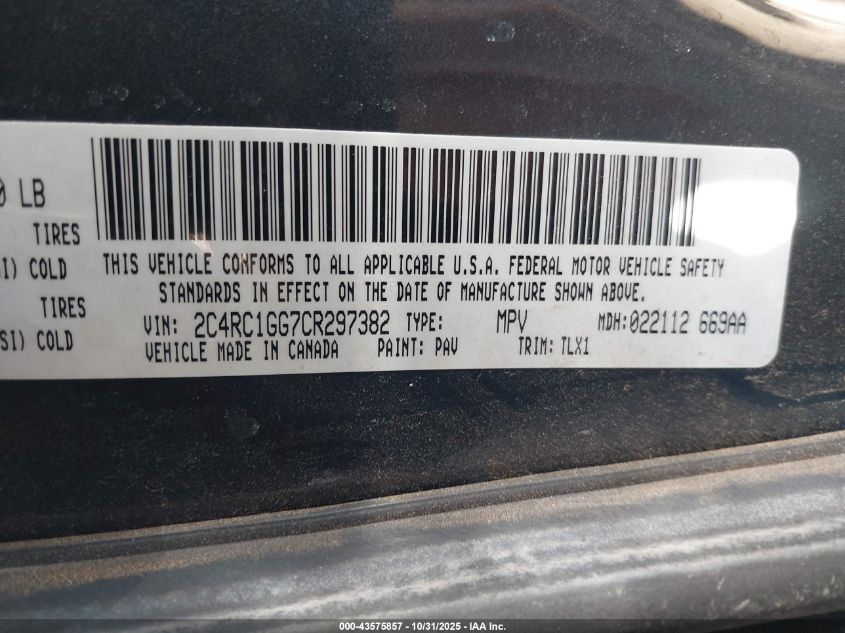 0 LB
TIRES
SI) COLD
TIRES
SI) COLD
THIS VEHICLE CONFORMS TO ALL APPLICABLE U.S.A. FEDERAL MOTOR VEHICLE SAFETY
STANDARDS IN EFFECT ON THE DATE OF MANUFACTURE SHOWN ABOVE.
VIN: 2C4RC1GG7CR297382 TYPE: MPV MDH:022112 669AA
VEHICLE MADE IN CANADA PAINT: PAV TRIM: TLX1
000-43575857 - 10/31/2025 - IAA Inc.